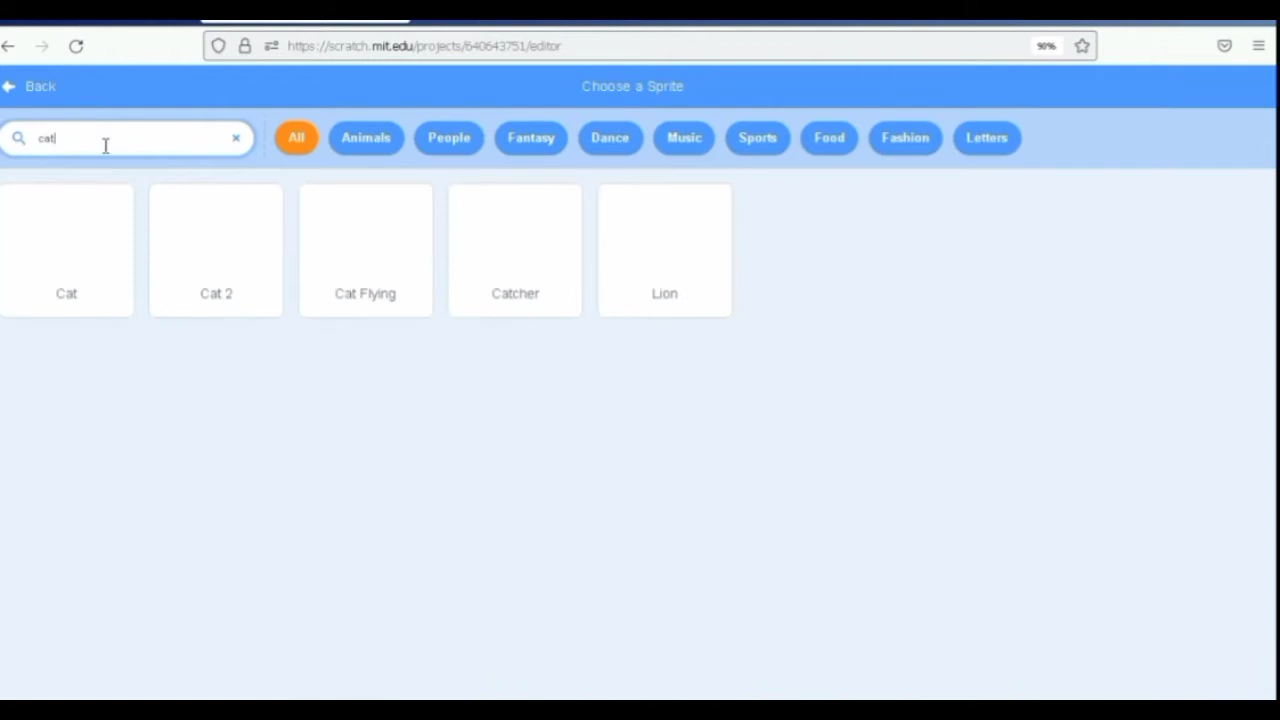 https://scratch.mit.edu/projects/640643751/editor 90%
Back Choose a Sprite
cat All Animals People Fantasy Dance Music Sports Food Fashion Letters
Cat Cat 2 Cat Flying Catcher Lion